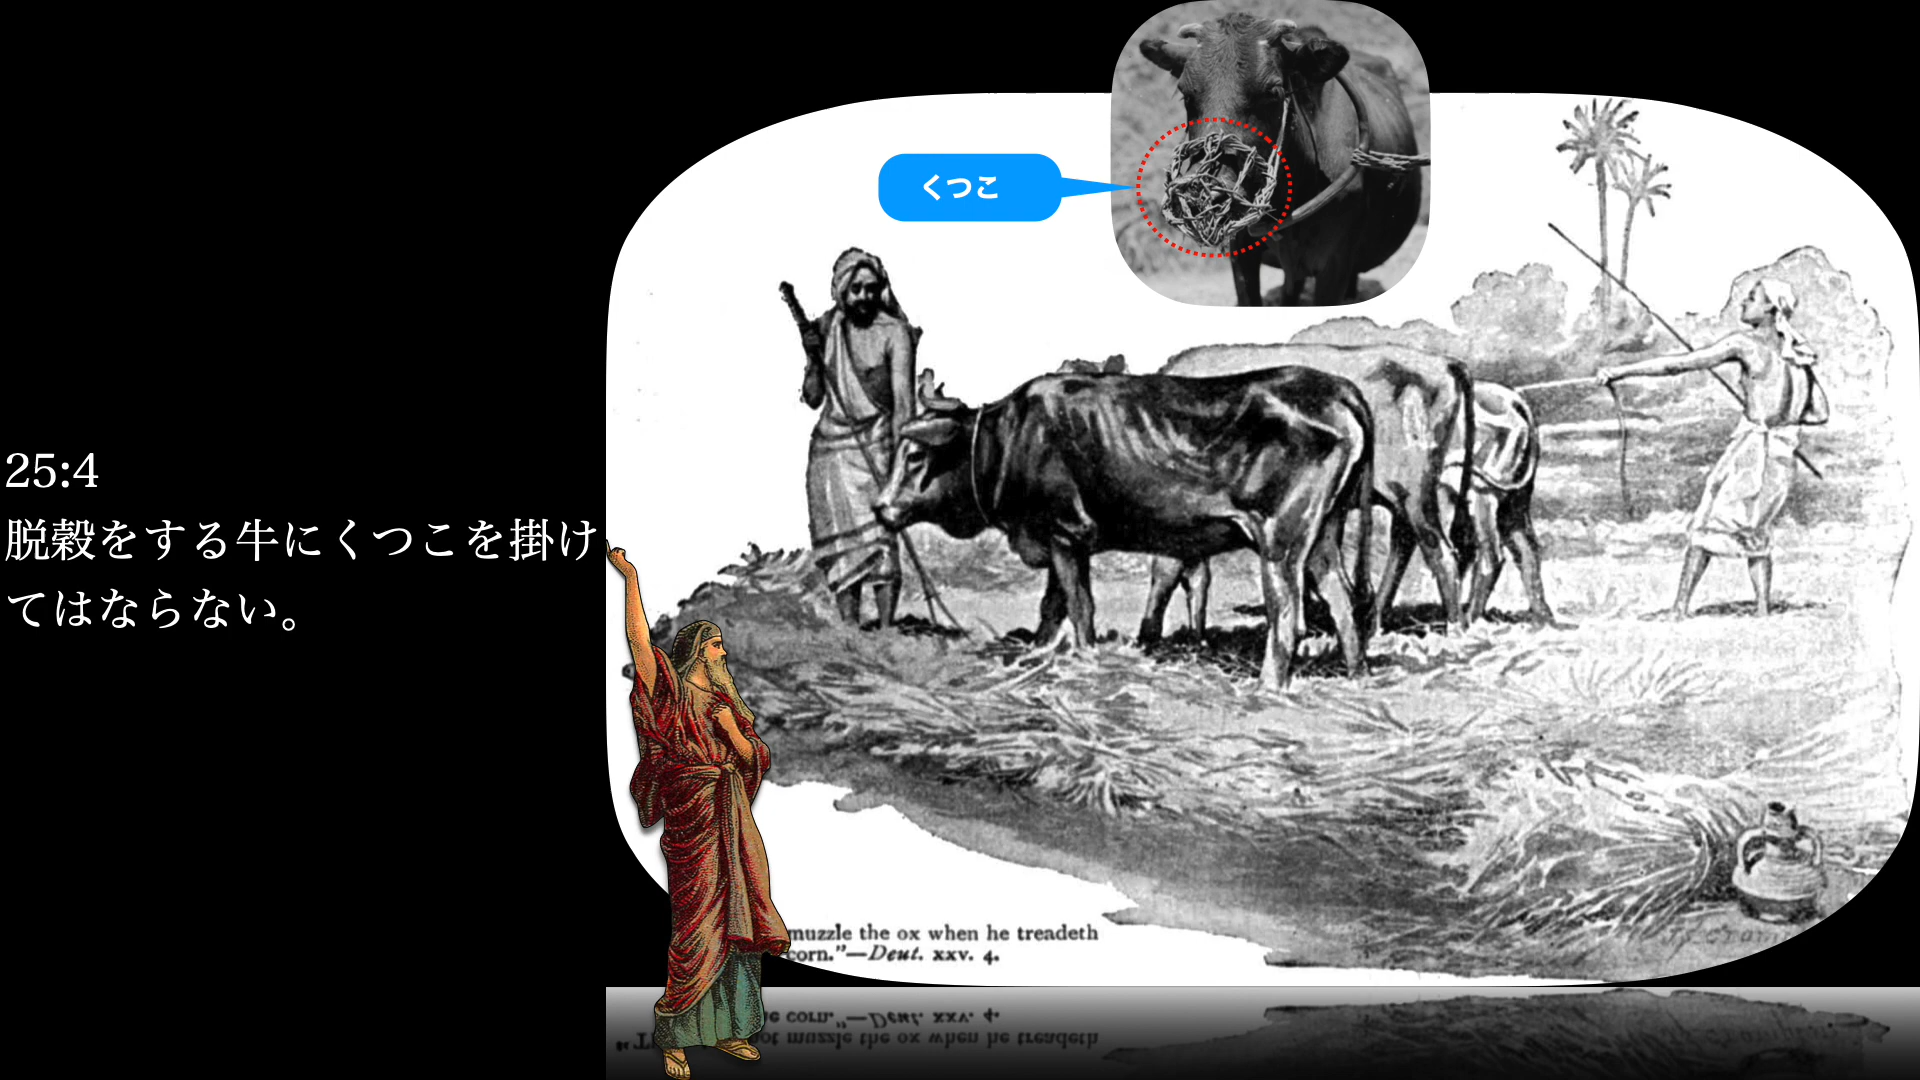 くつこ
25:4
脱穀をする牛にくつこを掛け
てはならない。
muzzle the ox when he treadeth
corn."—Deut. xxv. 4.